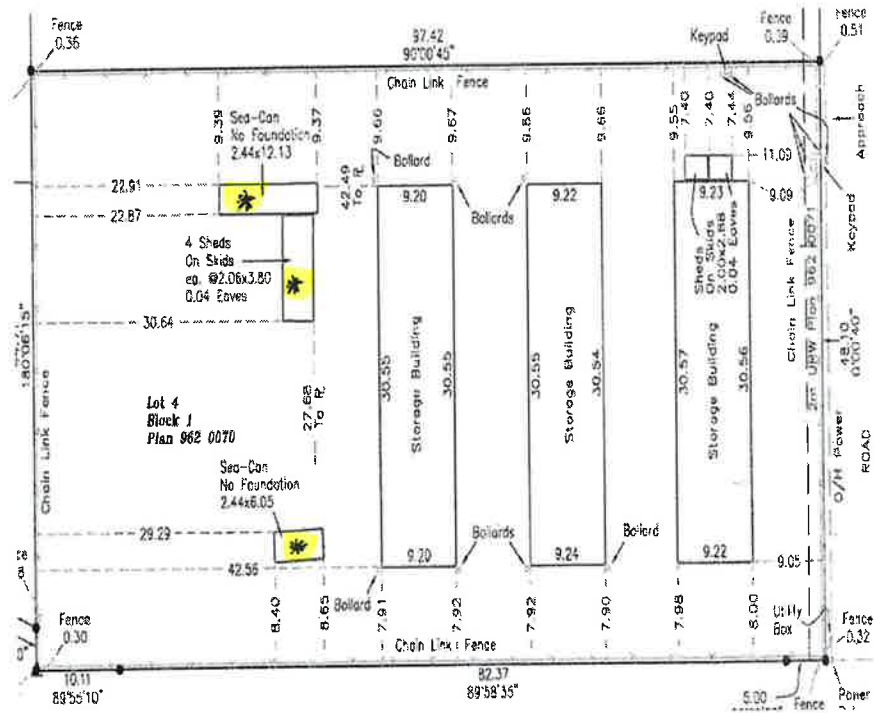 Fence
0.36
97.42
90°00'45"
Keypad
Fence
0.39
Fence
0.51
Chain Link Fence
Bollards
Approach
9.39
Sea-Can
No Foundation
2.44x12.13
9.37
9.66
9.67
9.66
9.66
9.55
7.40
7.40
7.44
9.56
11.09
Bollard
42.49
To P.
22.91
22.87
9.20
9.22
9.23
9.09
Bollards
Sheds
On Skids
2.00x2.88
0.04 Eaves
4 Sheds
On Skids
ea. @2.06x3.80
0.04 Eaves
Keypad
Chain Link Fence
2m URW Plan 962 0071
30.64
180°06'15"
48.10
0°00'40"
30.55
Storage Building
30.55
30.55
Storage Building
30.54
30.57
Storage Building
30.56
27.68
To P.
Lot 4
Block 1
Plan 962 0070
Chain Link Fence
O/H Power
ROAD
Sea-Can
No Foundation
2.44x6.05
29.29
42.56
Bollards
Bollard
9.20
9.24
9.22
9.05
8.40
8.65
Bollard
7.91
7.92
7.92
7.90
7.98
8.00
Utility
Box
Fence
0.32
Fence
0.30
Chain Link Fence
10.11
89°55'10"
82.37
89°58'35"
5.00
Fence
Power